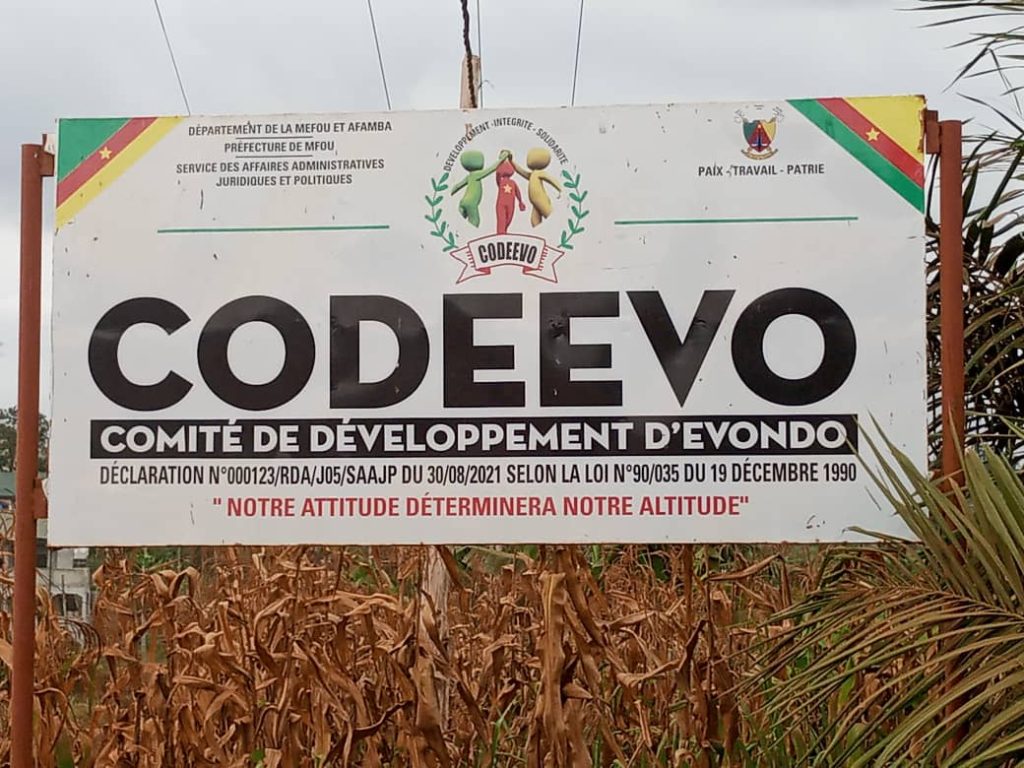 DÉPARTEMENT DE LA MEFOU ET AFAMBA
PRÉFECTURE DE MFOU
SERVICE DES AFFAIRES ADMINISTRATIVES
JURIDIQUES ET POLITIQUES
DÉVELOPPEMENT - INTEGRITE - SOLIDARITE
CODEEVO
PAÏX - TRAVAIL - PATRIE
CODEEVO
COMITÉ DE DÉVELOPPEMENT D'EVONDO
DÉCLARATION N°000123/RDA/J05/SAAJP DU 30/08/2021 SELON LA LOI N°90/035 DU 19 DÉCEMBRE 1990
"NOTRE ATTITUDE DÉTERMINERA NOTRE ALTITUDE"